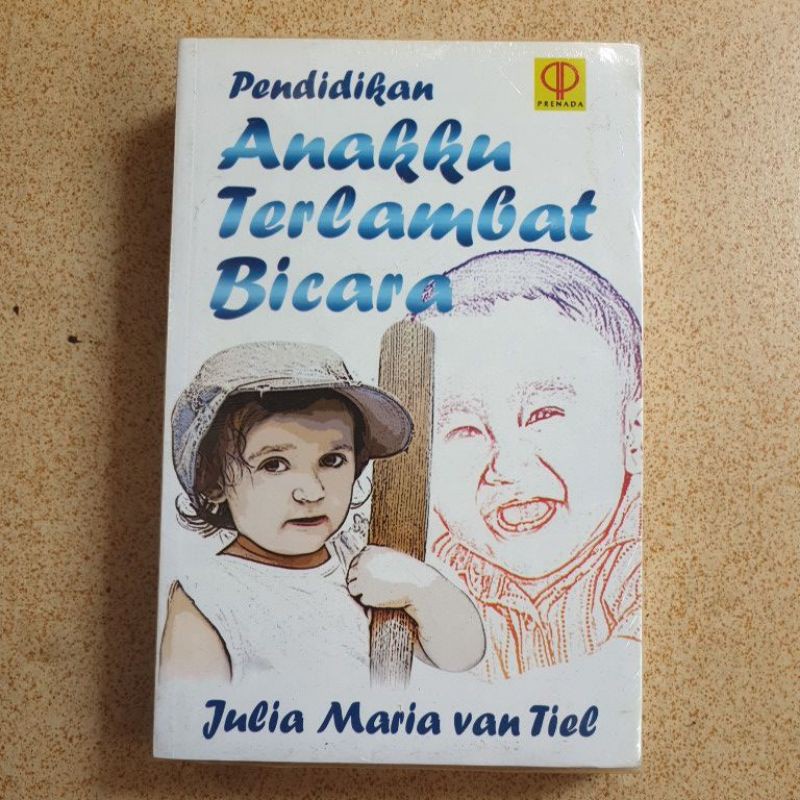 Pendidikan
PRENADA
Anakku
Terlambat
Bicara
Julia Maria van Tiel